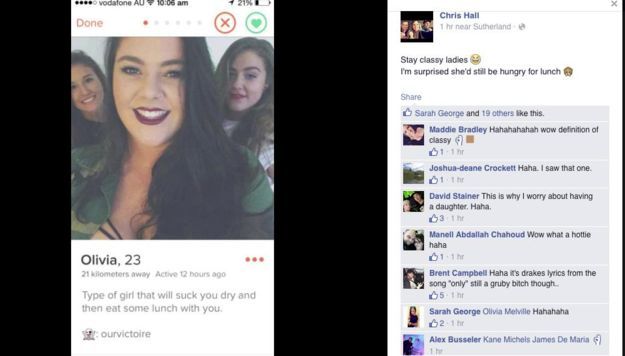 vodafone AU 10:06 am 21%
Done
Olivia, 23
21 kilometers away Active 12 hours ago
Type of girl that will suck you dry and
then eat some lunch with you.
: ourvictoire
Chris Hall
1 hr near Sutherland ·
Stay classy ladies
I'm surprised she'd still be hungry for lunch
Share
Sarah George and 19 others like this.
Maddie Bradley Hahahahahah wow definition of
classy
1 · 1 hr
Joshua-deane Crockett Haha. I saw that one.
1 · 1 hr
David Stainer This is why I worry about having
a daughter. Haha.
3 · 1 hr
Manell Abdallah Chahoud Wow what a hottie
haha
1 · 1 hr
Brent Campbell Haha it's drakes lyrics from the
song "only" still a gruby bitch though..
5 · 1 hr
Sarah George Olivia Melville Hahahaha
2 · 1 hr
Alex Busseler Kane Michels James De Maria
1 hr